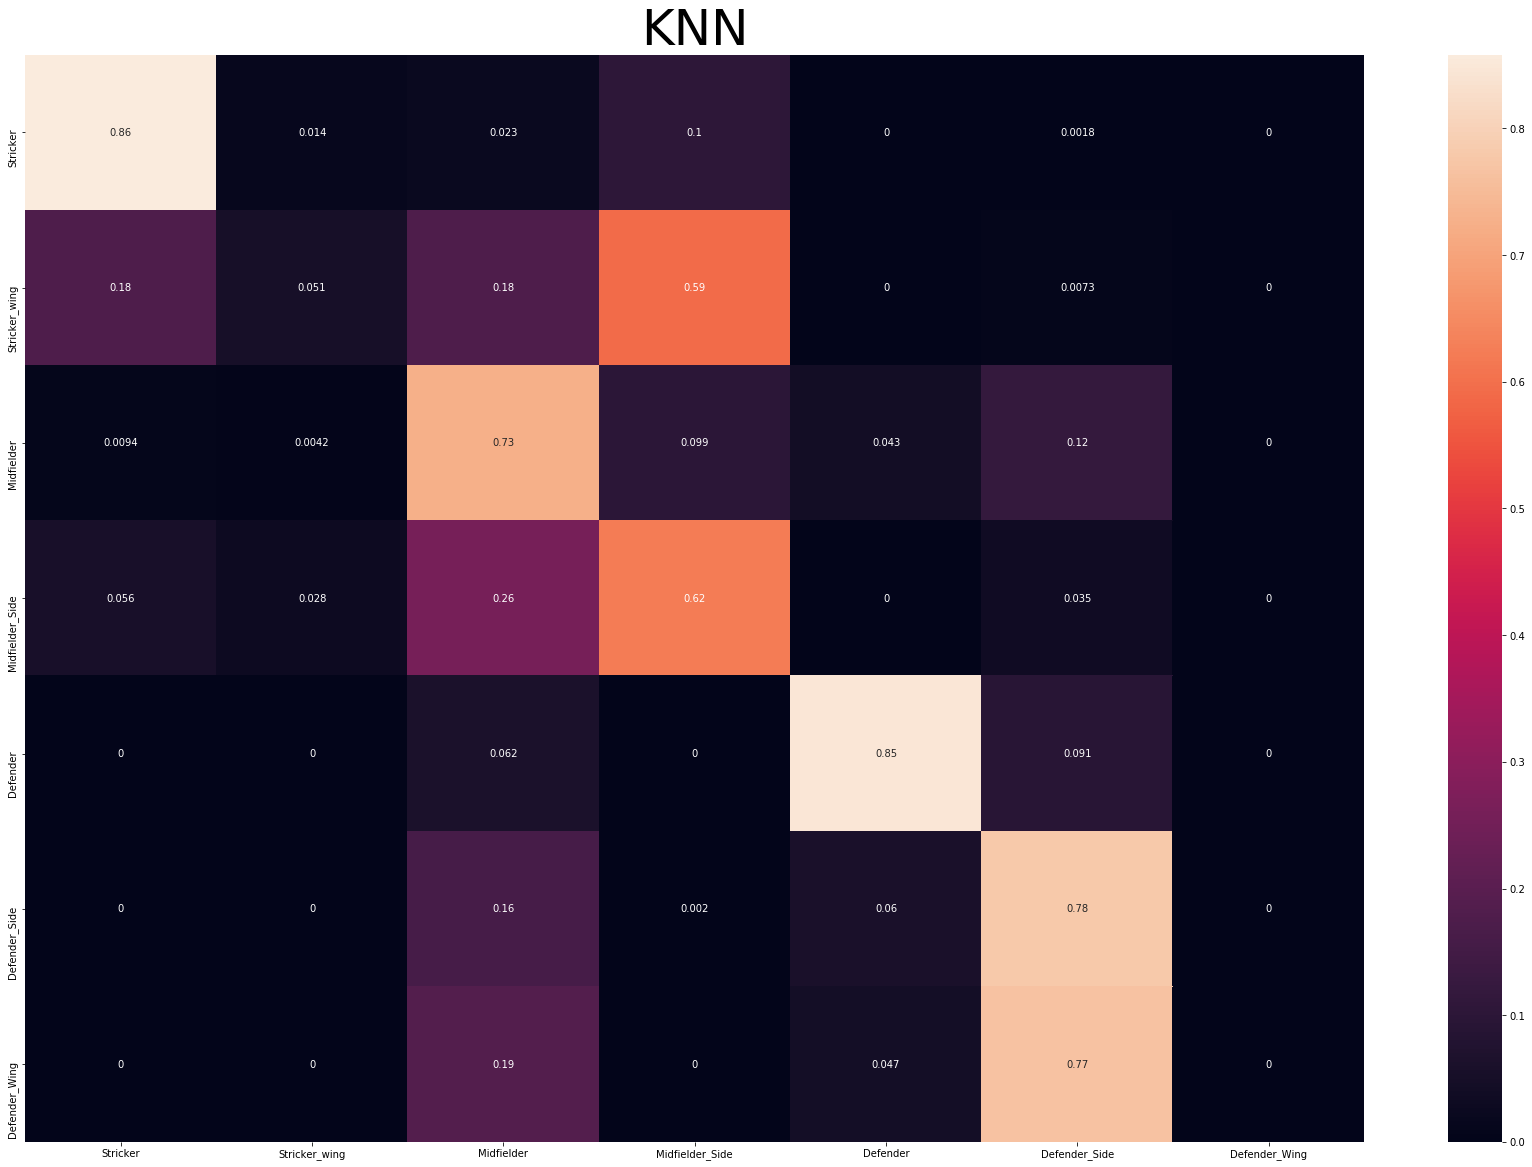 KNN
Stricker
0.86 0.014 0.023 0.1 0 0.0018 0
Stricker_wing
0.18 0.051 0.18 0.59 0 0.0073 0
Midfielder
0.0094 0.0042 0.73 0.099 0.043 0.12 0
Midfielder_Side
0.056 0.028 0.26 0.62 0 0.035 0
Defender
0 0 0.062 0 0.85 0.091 0
Defender_Side
0 0 0.16 0.002 0.06 0.78 0
Defender_Wing
0 0 0.19 0 0.047 0.77 0
Stricker Stricker_wing Midfielder Midfielder_Side Defender Defender_Side Defender_Wing
0.8
0.7
0.6
0.5
0.4
0.3
0.2
0.1
0.0